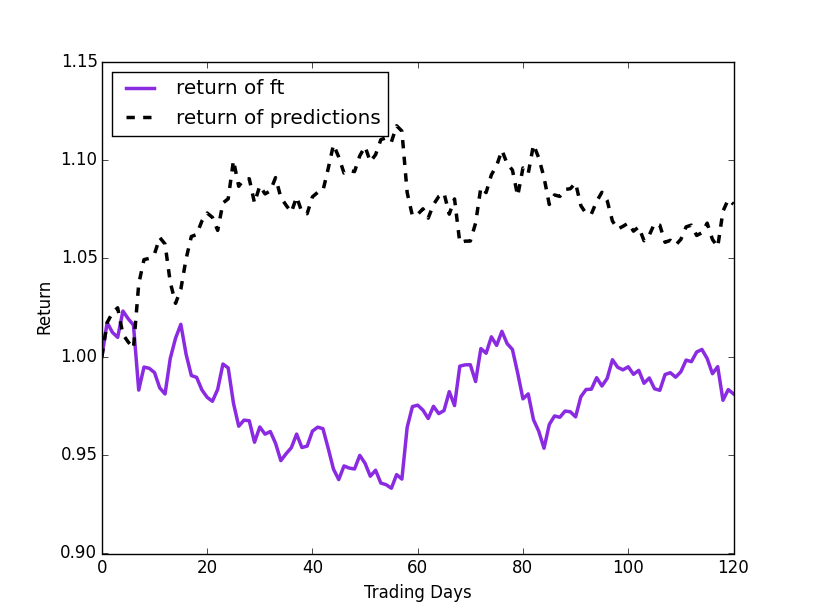 return of ft
return of predictions
1.15
1.10
1.05
1.00
0.95
0.90
Return
0 20 40 60 80 100 120
Trading Days